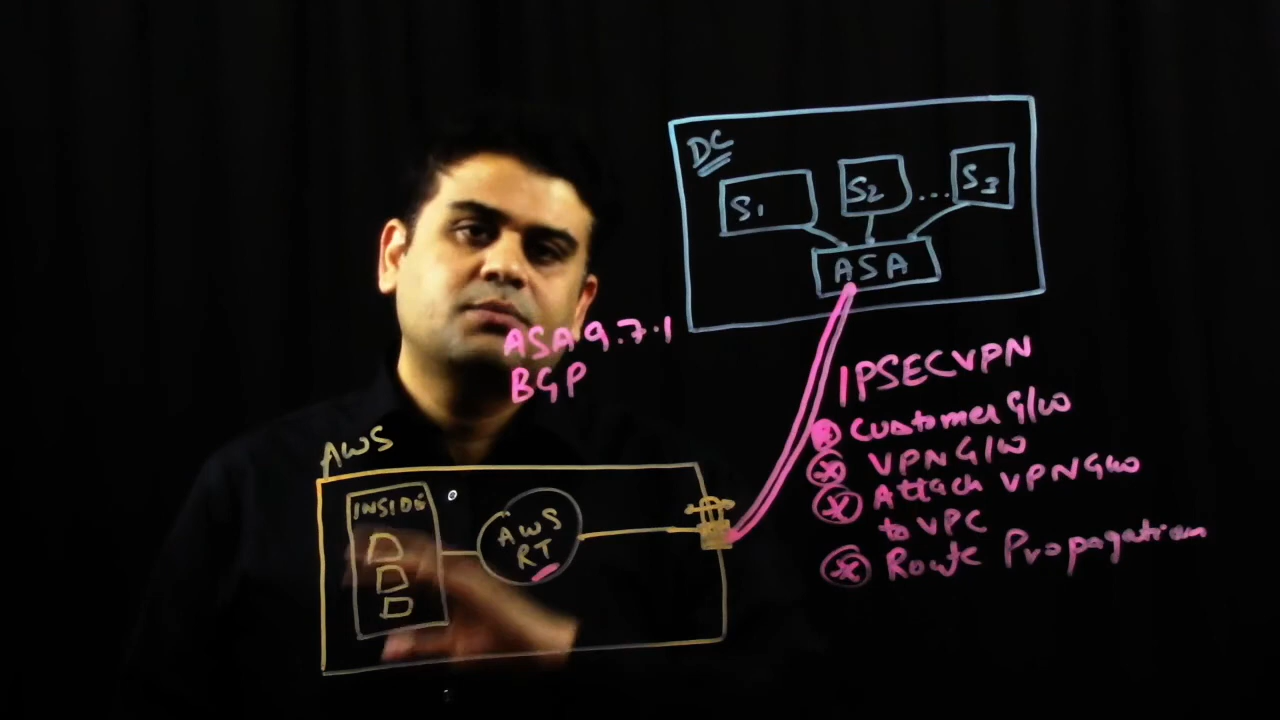 DC
S1
S2
...
S3
ASA
ASA 9.7.1
BGP
IPSECVPN
Customer G/W
VPN G/W
Attach VPN GW
to VPC
Route Propagation
AWS
INSIDE
AWS
RT